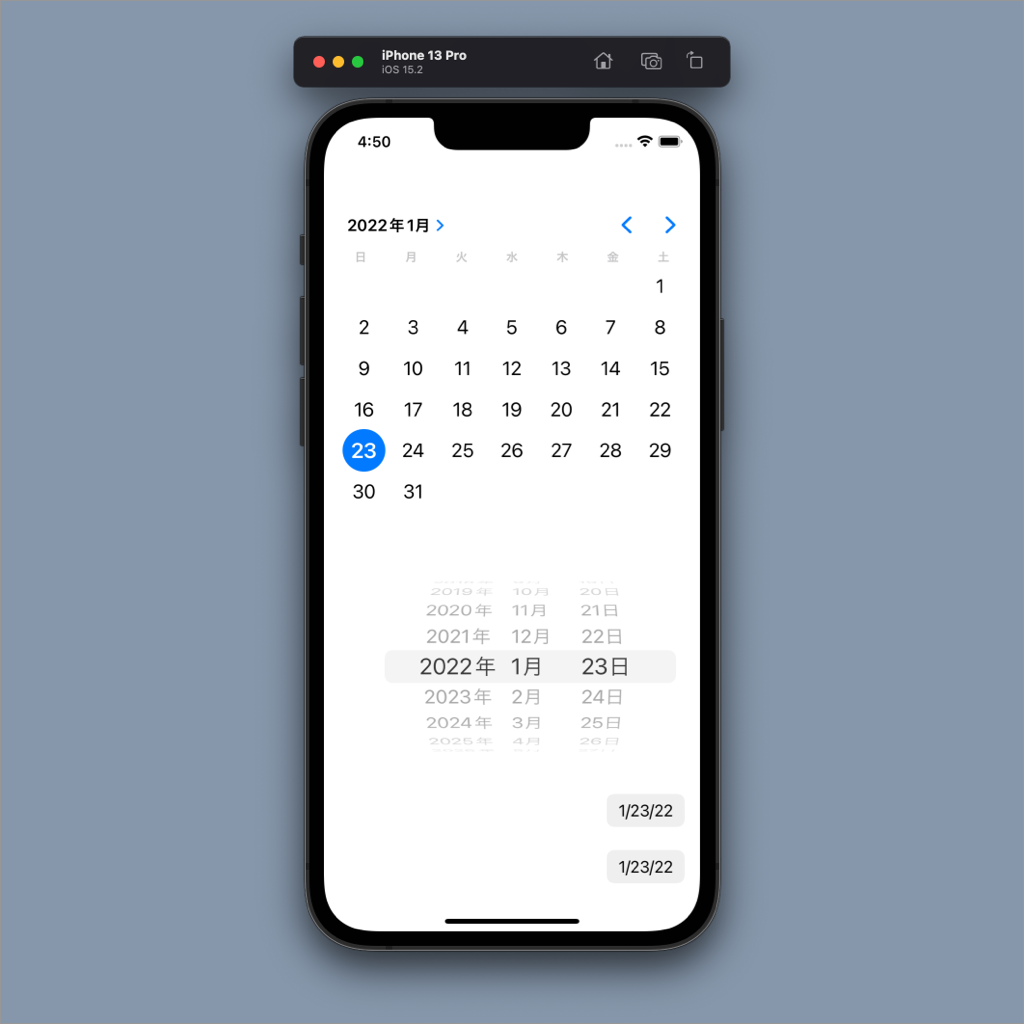 iPhone 13 Pro
iOS 15.2
4:50
2022年 1月
日 月 火 水 木 金 土
1
2 3 4 5 6 7 8
9 10 11 12 13 14 15
16 17 18 19 20 21 22
23 24 25 26 27 28 29
30 31
2019年 10月 20日
2020年 11月 21日
2021年 12月 22日
2022年 1月 23日
2023年 2月 24日
2024年 3月 25日
2025年 4月 26日
1/23/22
1/23/22